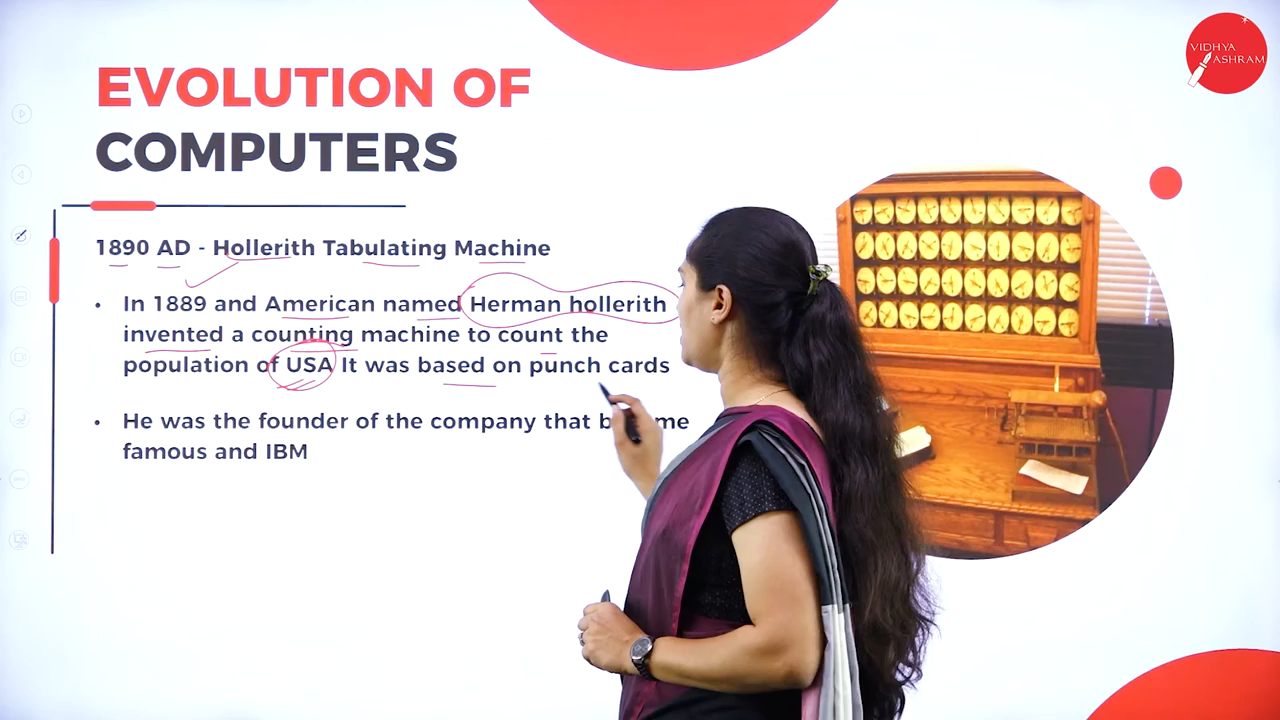 VIDHYA
ASHRAM
EVOLUTION OF
COMPUTERS
1890 AD - Hollerith Tabulating Machine
• In 1889 and American named Herman hollerith
invented a counting machine to count the
population of USA It was based on punch cards
• He was the founder of the company that
famous and IBM